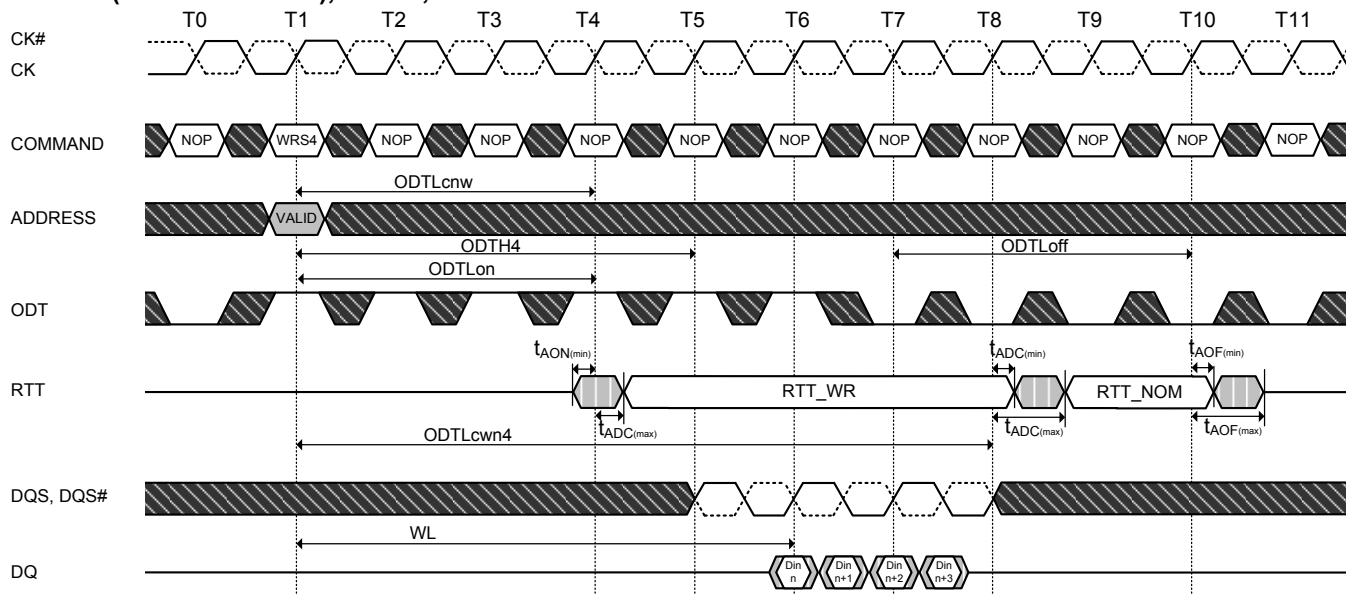 T0 T1 T2 T3 T4 T5 T6 T7 T8 T9 T10 T11
CK#
CK
COMMAND NOP WRS4 NOP NOP NOP NOP NOP NOP NOP NOP NOP NOP
ODTLcnw
ADDRESS VALID
ODTH4 ODTLoff
ODTLon
ODT
tAON(min) tADC(min) tAOF(min)
RTT RTT_WR RTT_NOM
tADC(max) tADC(max) tAOF(max)
ODTLcwn4
DQS, DQS#
WL
DQ Din n Din n+1 Din n+2 Din n+3